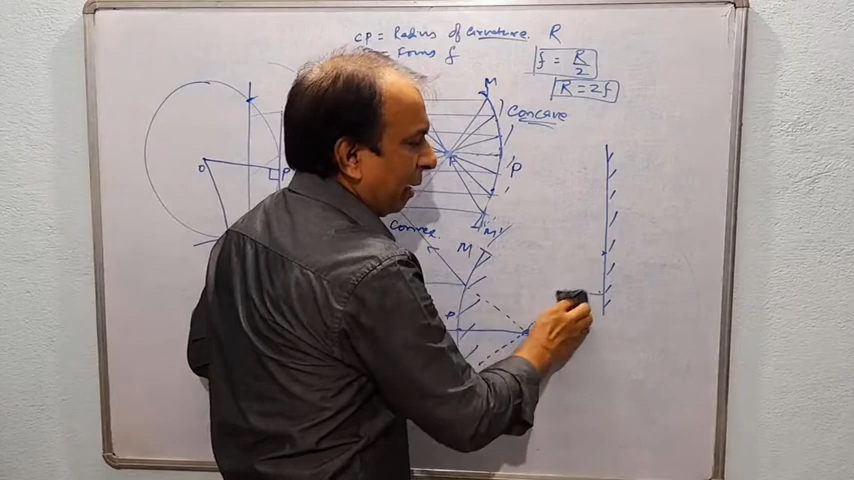 CP = Radius of Curvature. R
= Focus f
f = R/2
R = 2f
M
Concave
O
P
F
P
M'
Convex
M
P